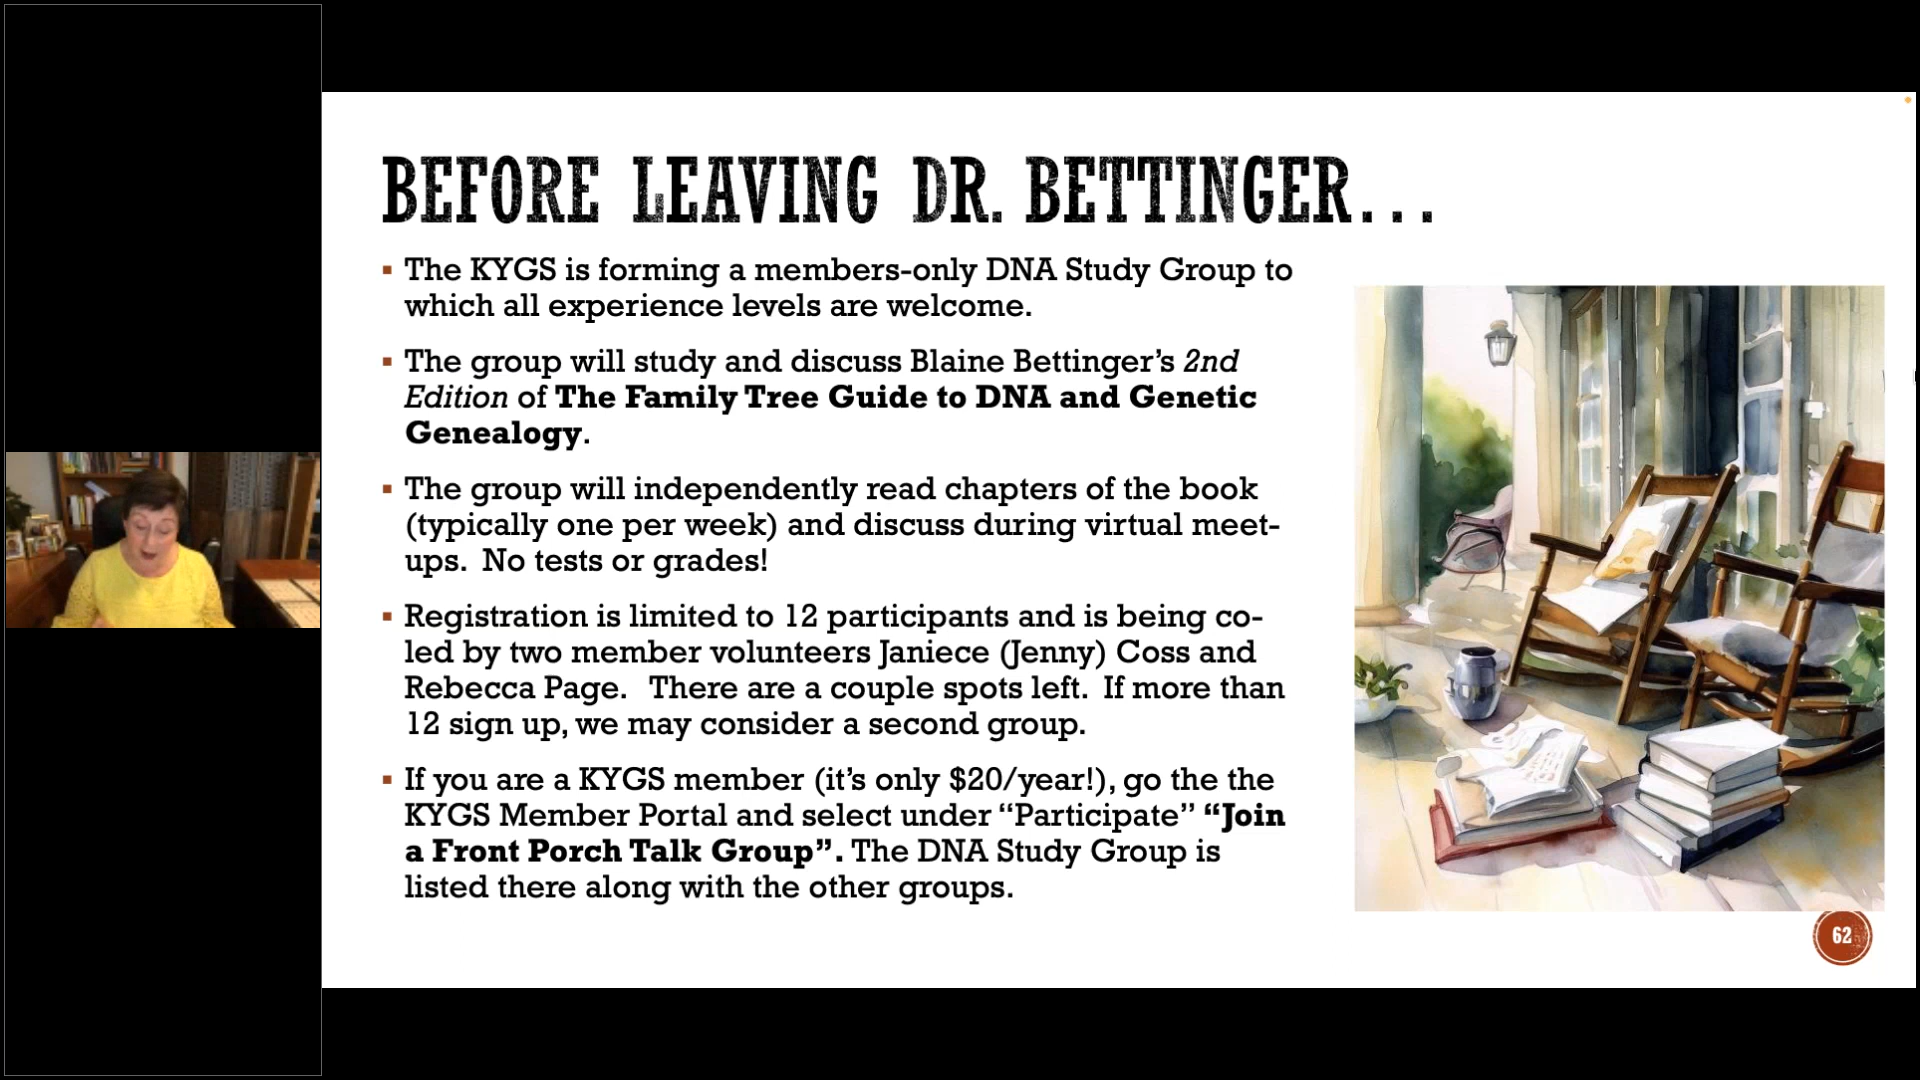 BEFORE LEAVING DR. BETTINGER...
▪ The KYGS is forming a members-only DNA Study Group to
which all experience levels are welcome.
▪ The group will study and discuss Blaine Bettinger’s 2nd
Edition of The Family Tree Guide to DNA and Genetic
Genealogy.
▪ The group will independently read chapters of the book
(typically one per week) and discuss during virtual meet-
ups.  No tests or grades!
▪ Registration is limited to 12 participants and is being co-
led by two member volunteers Janiece (Jenny) Coss and
Rebecca Page.   There are a couple spots left.  If more than
12 sign up, we may consider a second group.
▪ If you are a KYGS member (it’s only $20/year!), go the the
KYGS Member Portal and select under “Participate” “Join
a Front Porch Talk Group”. The DNA Study Group is
listed there along with the other groups.
62